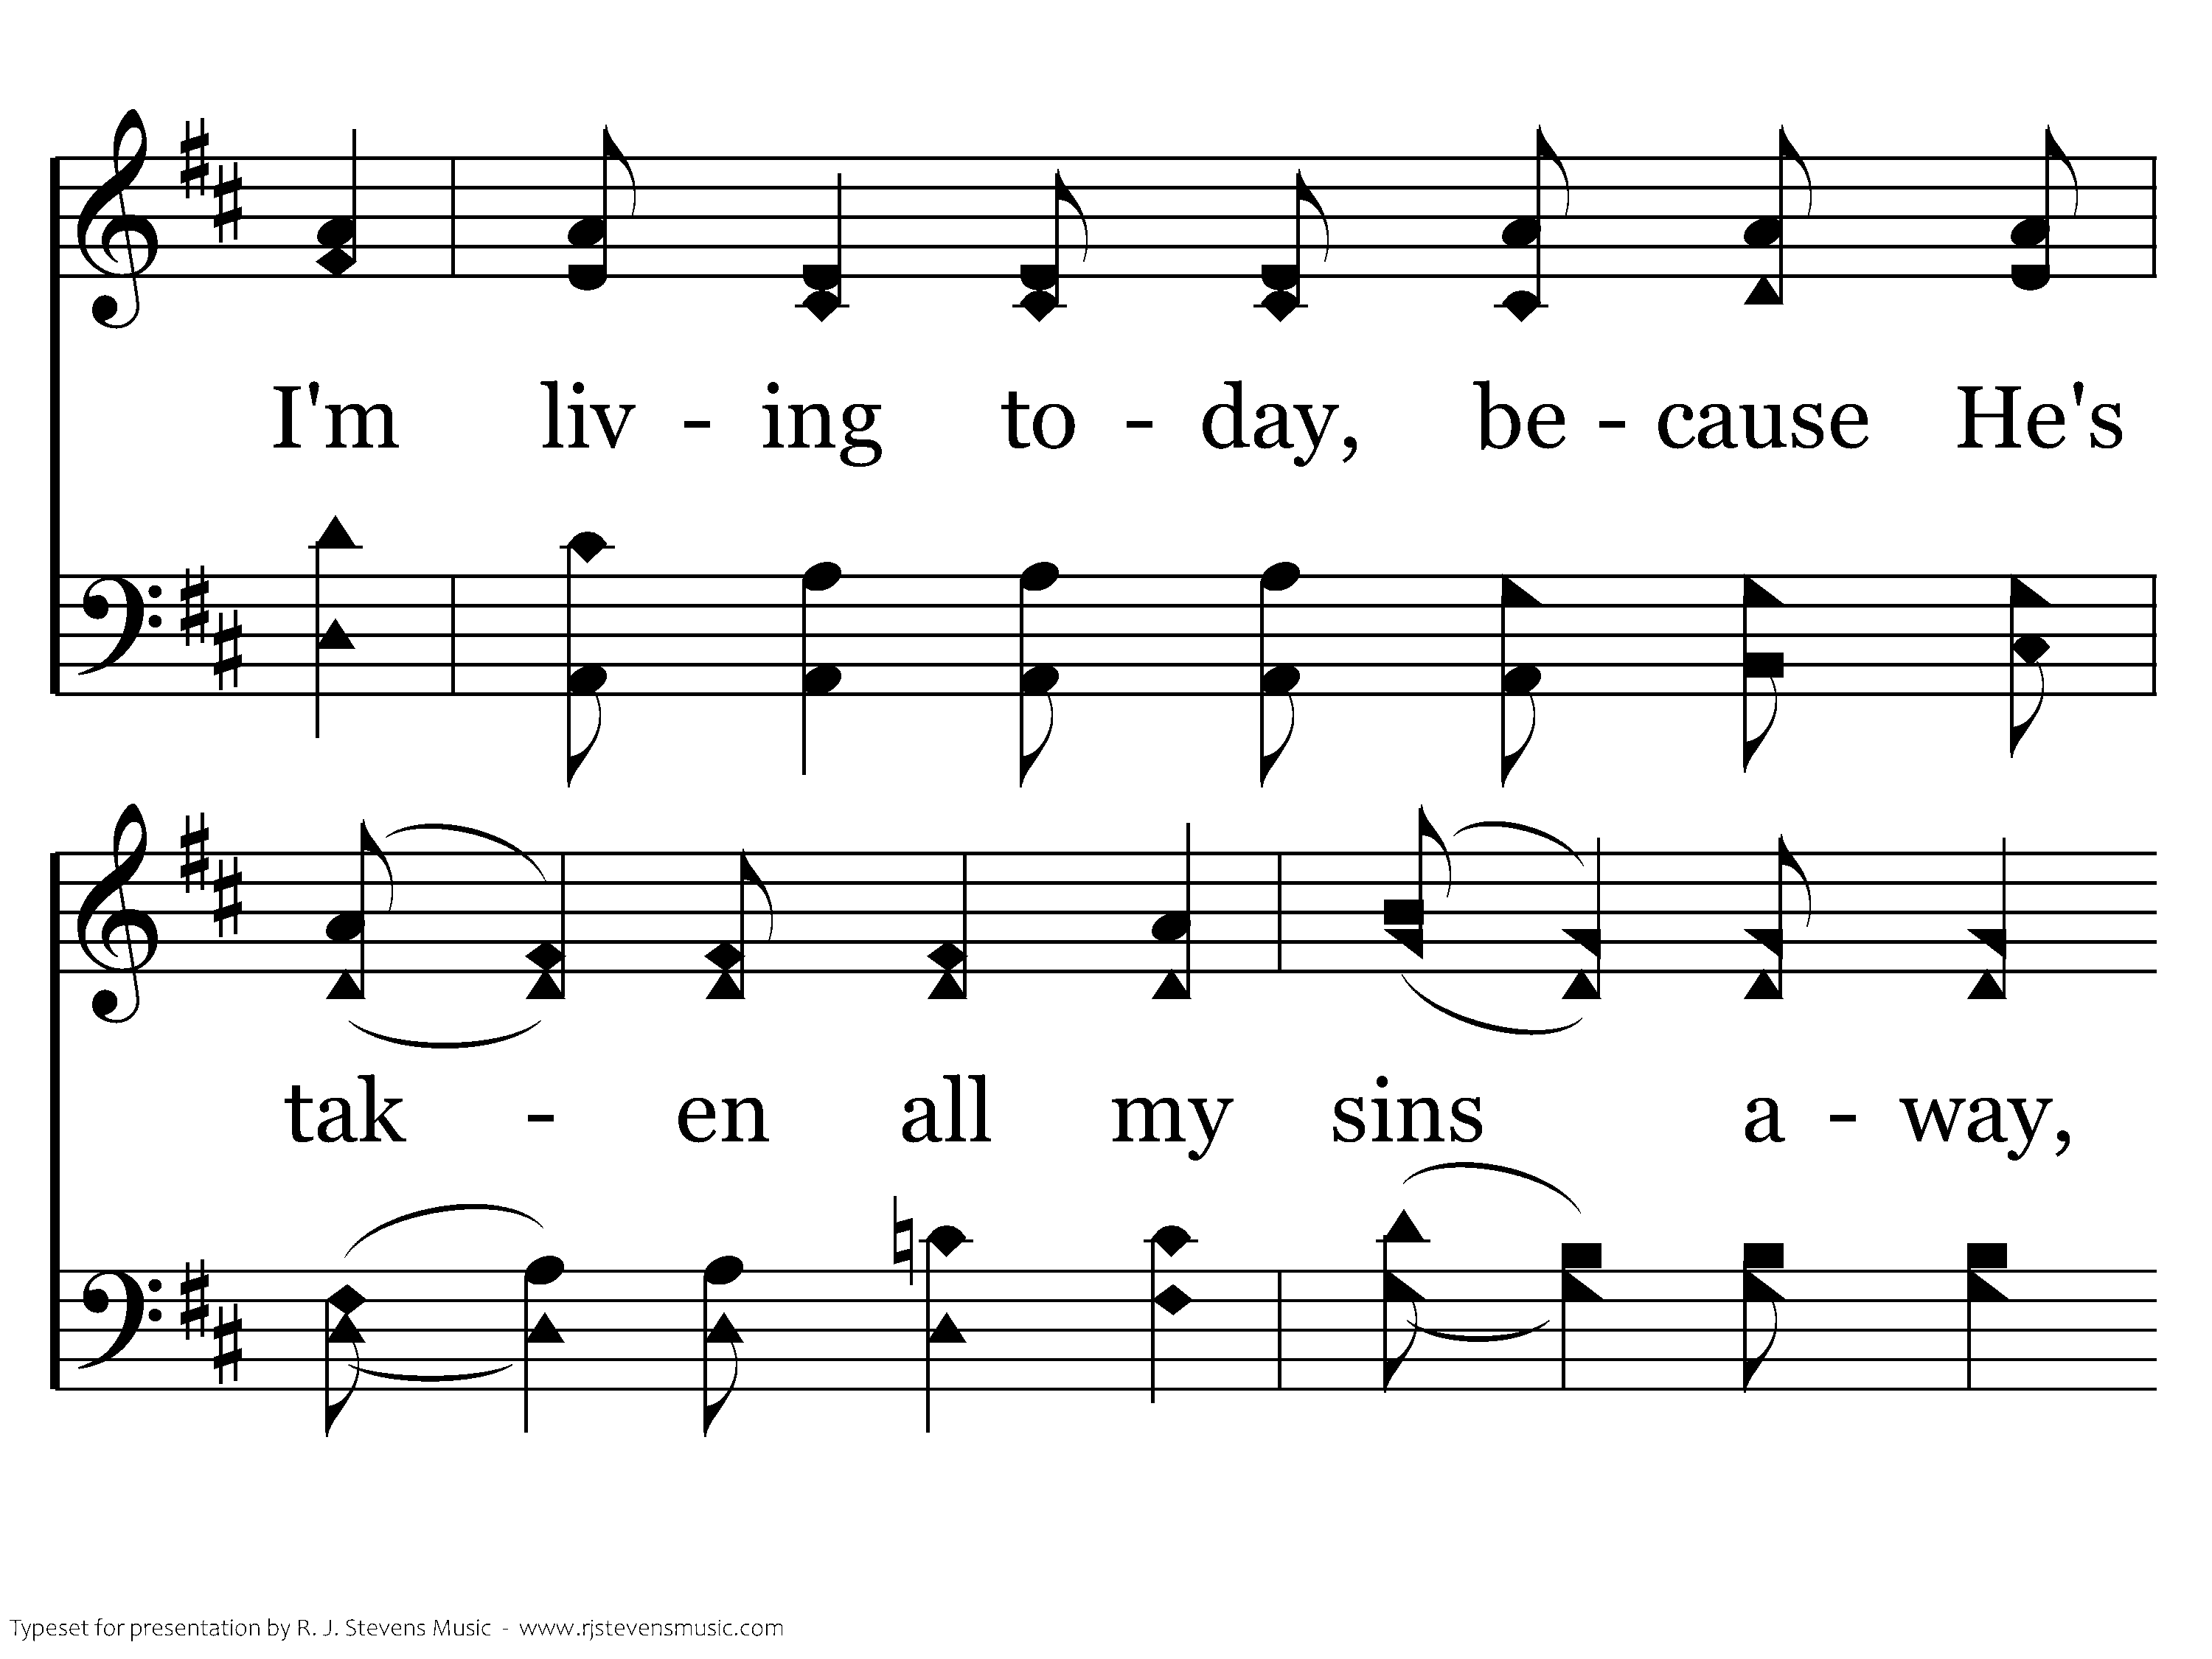 I'm liv - ing to - day, be - cause He's
tak - en all my sins a - way,
Typeset for presentation by R. J. Stevens Music - www.rjstevensmusic.com